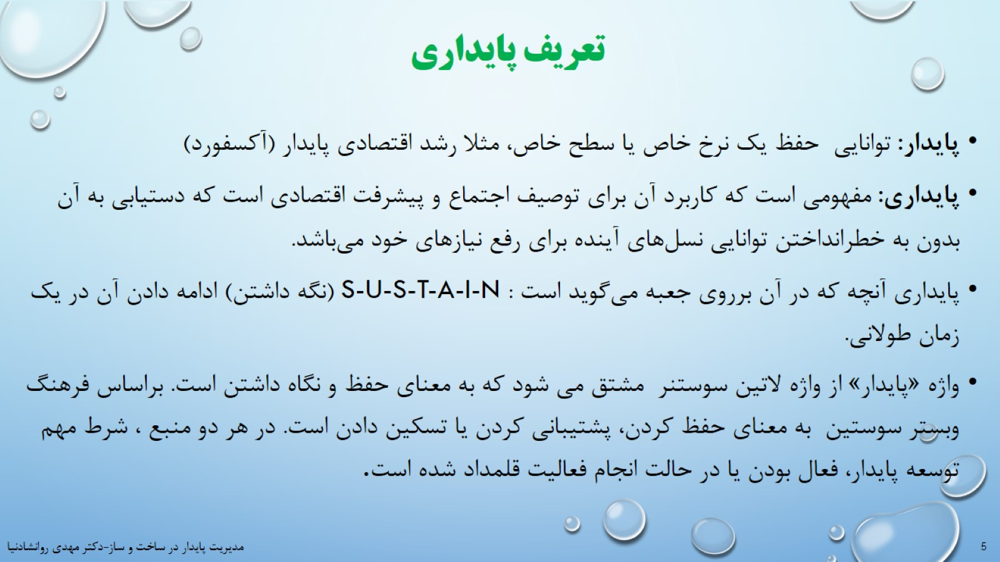 تعریف پایداری
• پایدار: توانایی حفظ یک نرخ خاص یا سطح خاص، مثلا رشد اقتصادی پایدار (آکسفورد)
• پایداری: مفهومی است که کاربرد آن برای توصیف اجتماع و پیشرفت اقتصادی است که دستیابی به آن
بدون به خطرانداختن توانایی نسل‌های آینده برای رفع نیازهای خود می‌باشد.
• پایداری آنچه که در آن برروی جعبه می‌گوید است : S-U-S-T-A-I-N (نگه داشتن) ادامه دادن آن در یک
زمان طولانی.
• واژه «پایدار» از واژه لاتین سوستنر مشتق می شود که به معنای حفظ و نگاه داشتن است. براساس فرهنگ
وبستر سوستین به معنای حفظ کردن، پشتیبانی کردن یا تسکین دادن است. در هر دو منبع ، شرط مهم
توسعه پایدار، فعال بودن یا در حالت انجام فعالیت قلمداد شده است.
مدیریت پایدار در ساخت و ساز-دکتر مهدی روانشادنیا
5